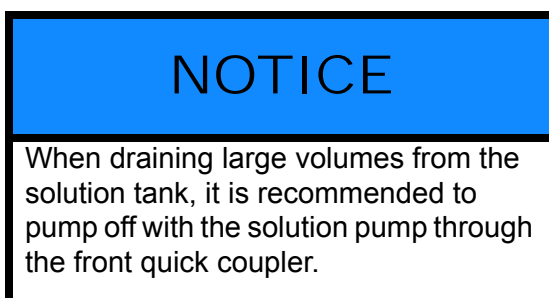 NOTICE
When draining large volumes from the
solution tank, it is recommended to
pump off with the solution pump through
the front quick coupler.